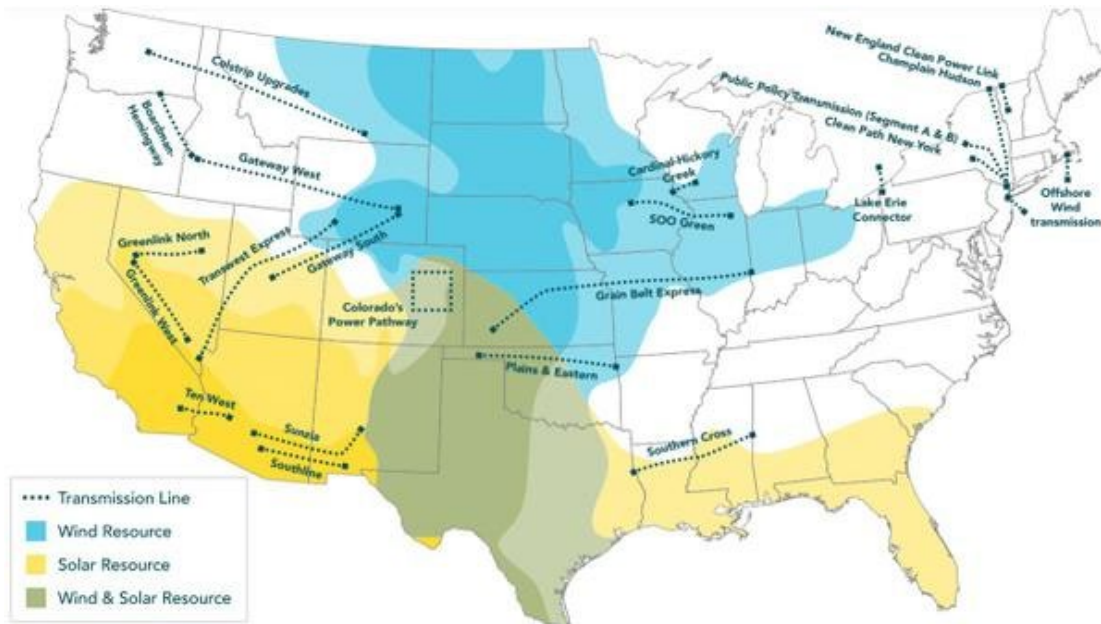 New England Clean Power Link
Champlain Hudson
Public Policy Transmission (Segment A & B)
Clean Path New York
Colstrip Upgrades
Boardman-
Hemingway
Gateway West
Cardinal-Hickory
Creek
SOO Green
Lake Erie
Connector
Offshore
Wind
transmission
Greenlink North
Transwest Express
Gateway South
Greenlink West
Colorado's
Power Pathway
Grain Belt Express
Plains & Eastern
Ten West
Sunzia
Southline
Southern Cross
Transmission Line
Wind Resource
Solar Resource
Wind & Solar Resource